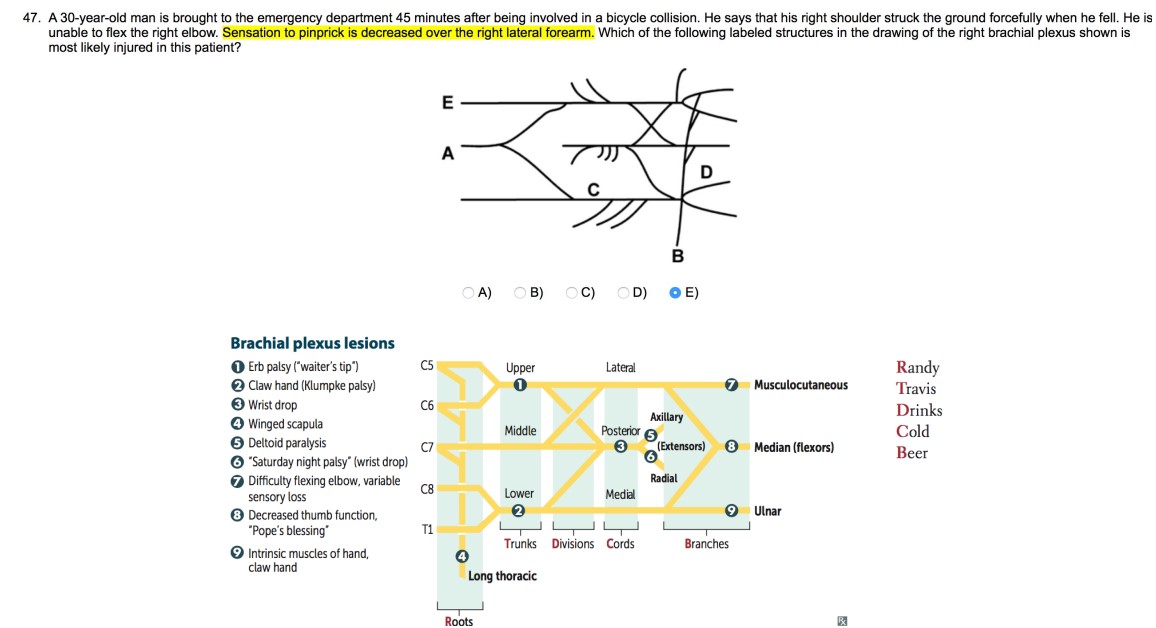 47. A 30-year-old man is brought to the emergency department 45 minutes after being involved in a bicycle collision. He says that his right shoulder struck the ground forcefully when he fell. He is
unable to flex the right elbow. Sensation to pinprick is decreased over the right lateral forearm. Which of the following labeled structures in the drawing of the right brachial plexus shown is
most likely injured in this patient?
E
A
D
C
B
A) B) C) D) E)
Brachial plexus lesions
1 Erb palsy ("waiter's tip")
2 Claw hand (Klumpke palsy)
3 Wrist drop
4 Winged scapula
5 Deltoid paralysis
6 "Saturday night palsy" (wrist drop)
7 Difficulty flexing elbow, variable
sensory loss
8 Decreased thumb function,
"Pope's blessing"
9 Intrinsic muscles of hand,
claw hand
C5
C6
C7
C8
T1
Upper
1
Middle
Lower
2
Lateral
Posterior
3
Medial
Axillary
5
(Extensors)
6
Radial
7 Musculocutaneous
8 Median (flexors)
9 Ulnar
Trunks Divisions Cords Branches
4
Long thoracic
Roots
Randy
Travis
Drinks
Cold
Beer